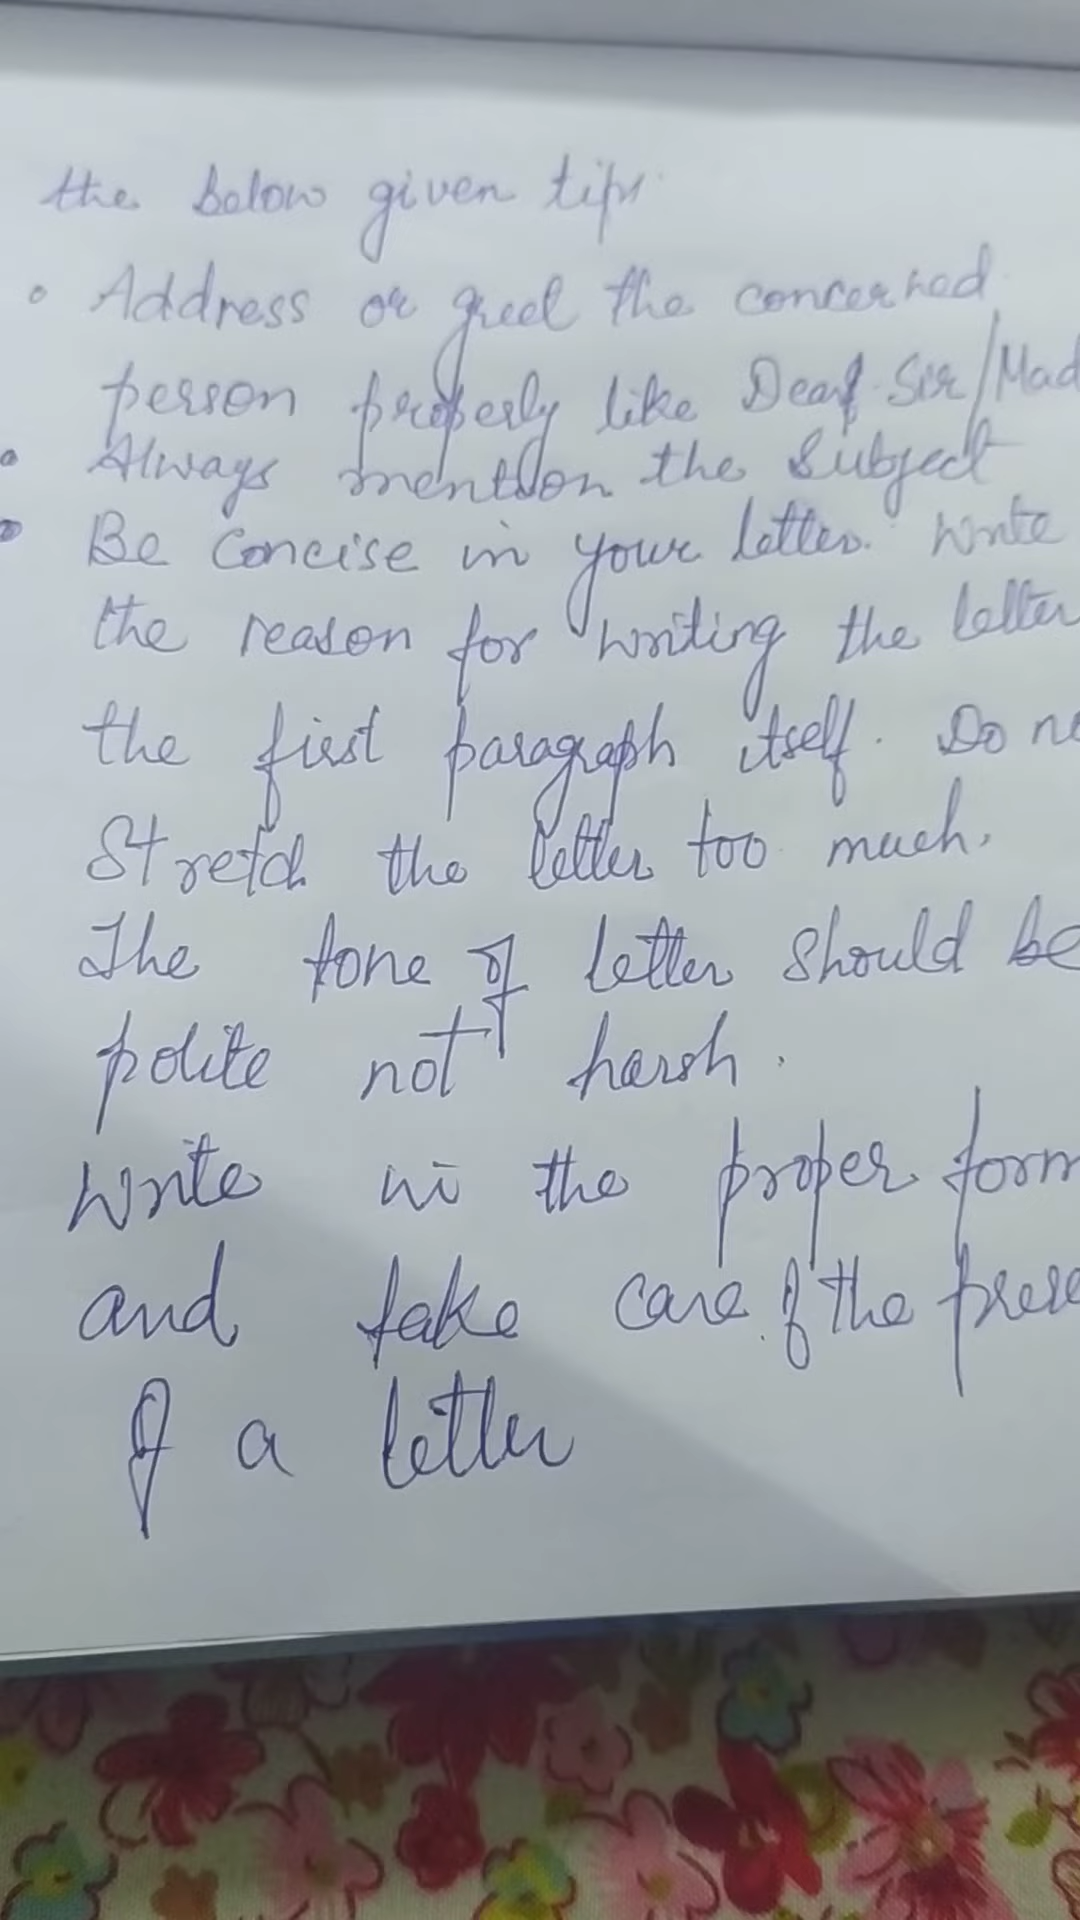 the below given tips
• Address or greet the concerned
person properly like Dear Sir/Mad
• Always mention the Subject
• Be Concise in your letter. Write
the reason for writing the letter
the first paragraph itself. Do no
Stretch the letter too much.
The tone of letter should be
polite not harsh.
Write in the proper form
and take care of the prese
of a letter